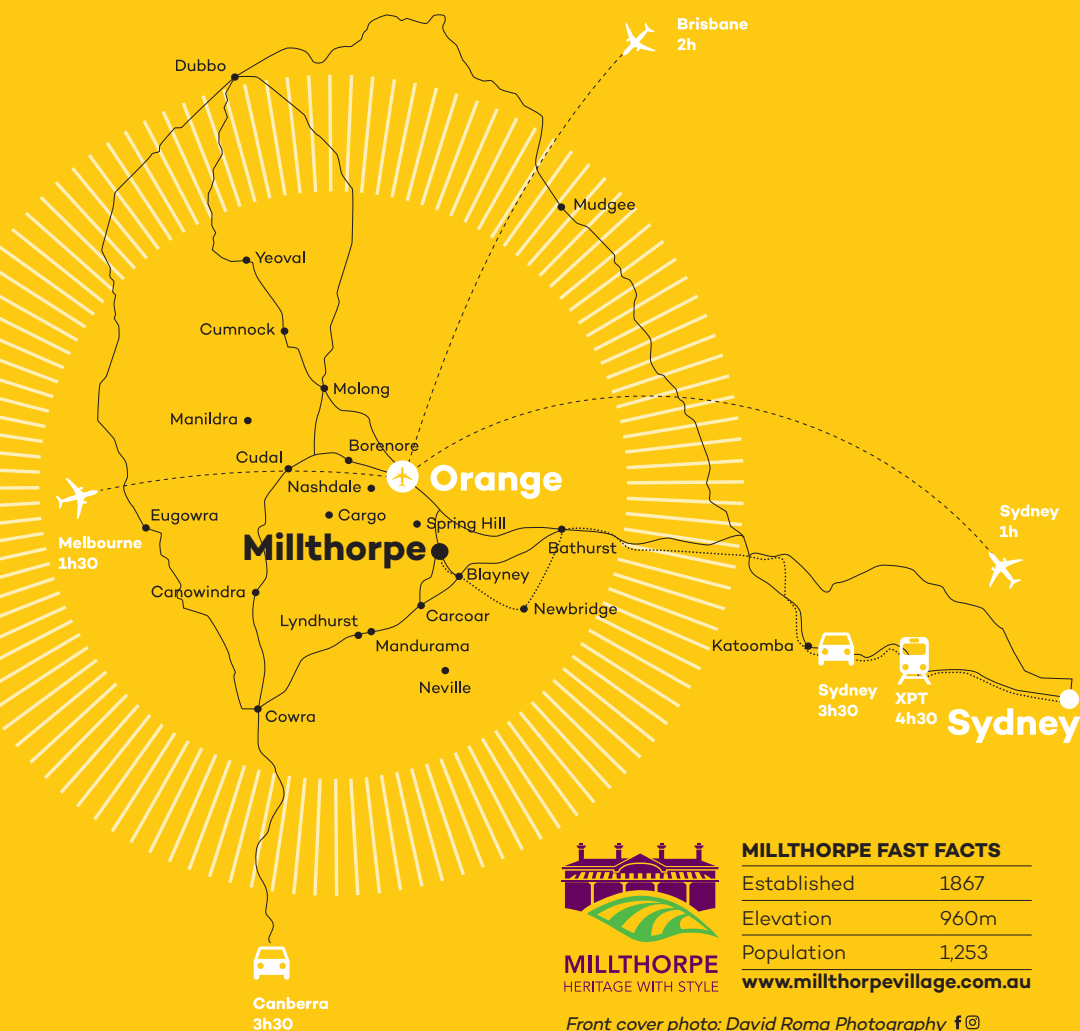 Brisbane
2h
Dubbo
Mudgee
Yeoval
Cumnock
Molong
Manildra
Borenore
Cudal
Orange
Nashdale
Cargo
Spring Hill
Eugowra
Sydney
1h
Melbourne
1h30
Millthorpe
Bathurst
Blayney
Canowindra
Newbridge
Carcoar
Lyndhurst
Mandurama
Katoomba
Neville
Sydney
3h30
XPT
4h30
Sydney
Cowra
MILLTHORPE
HERITAGE WITH STYLE
MILLTHORPE FAST FACTS
Established 1867
Elevation 960m
Population 1,253
www.millthorpevillage.com.au
Canberra
3h30
Front cover photo: David Roma Photography